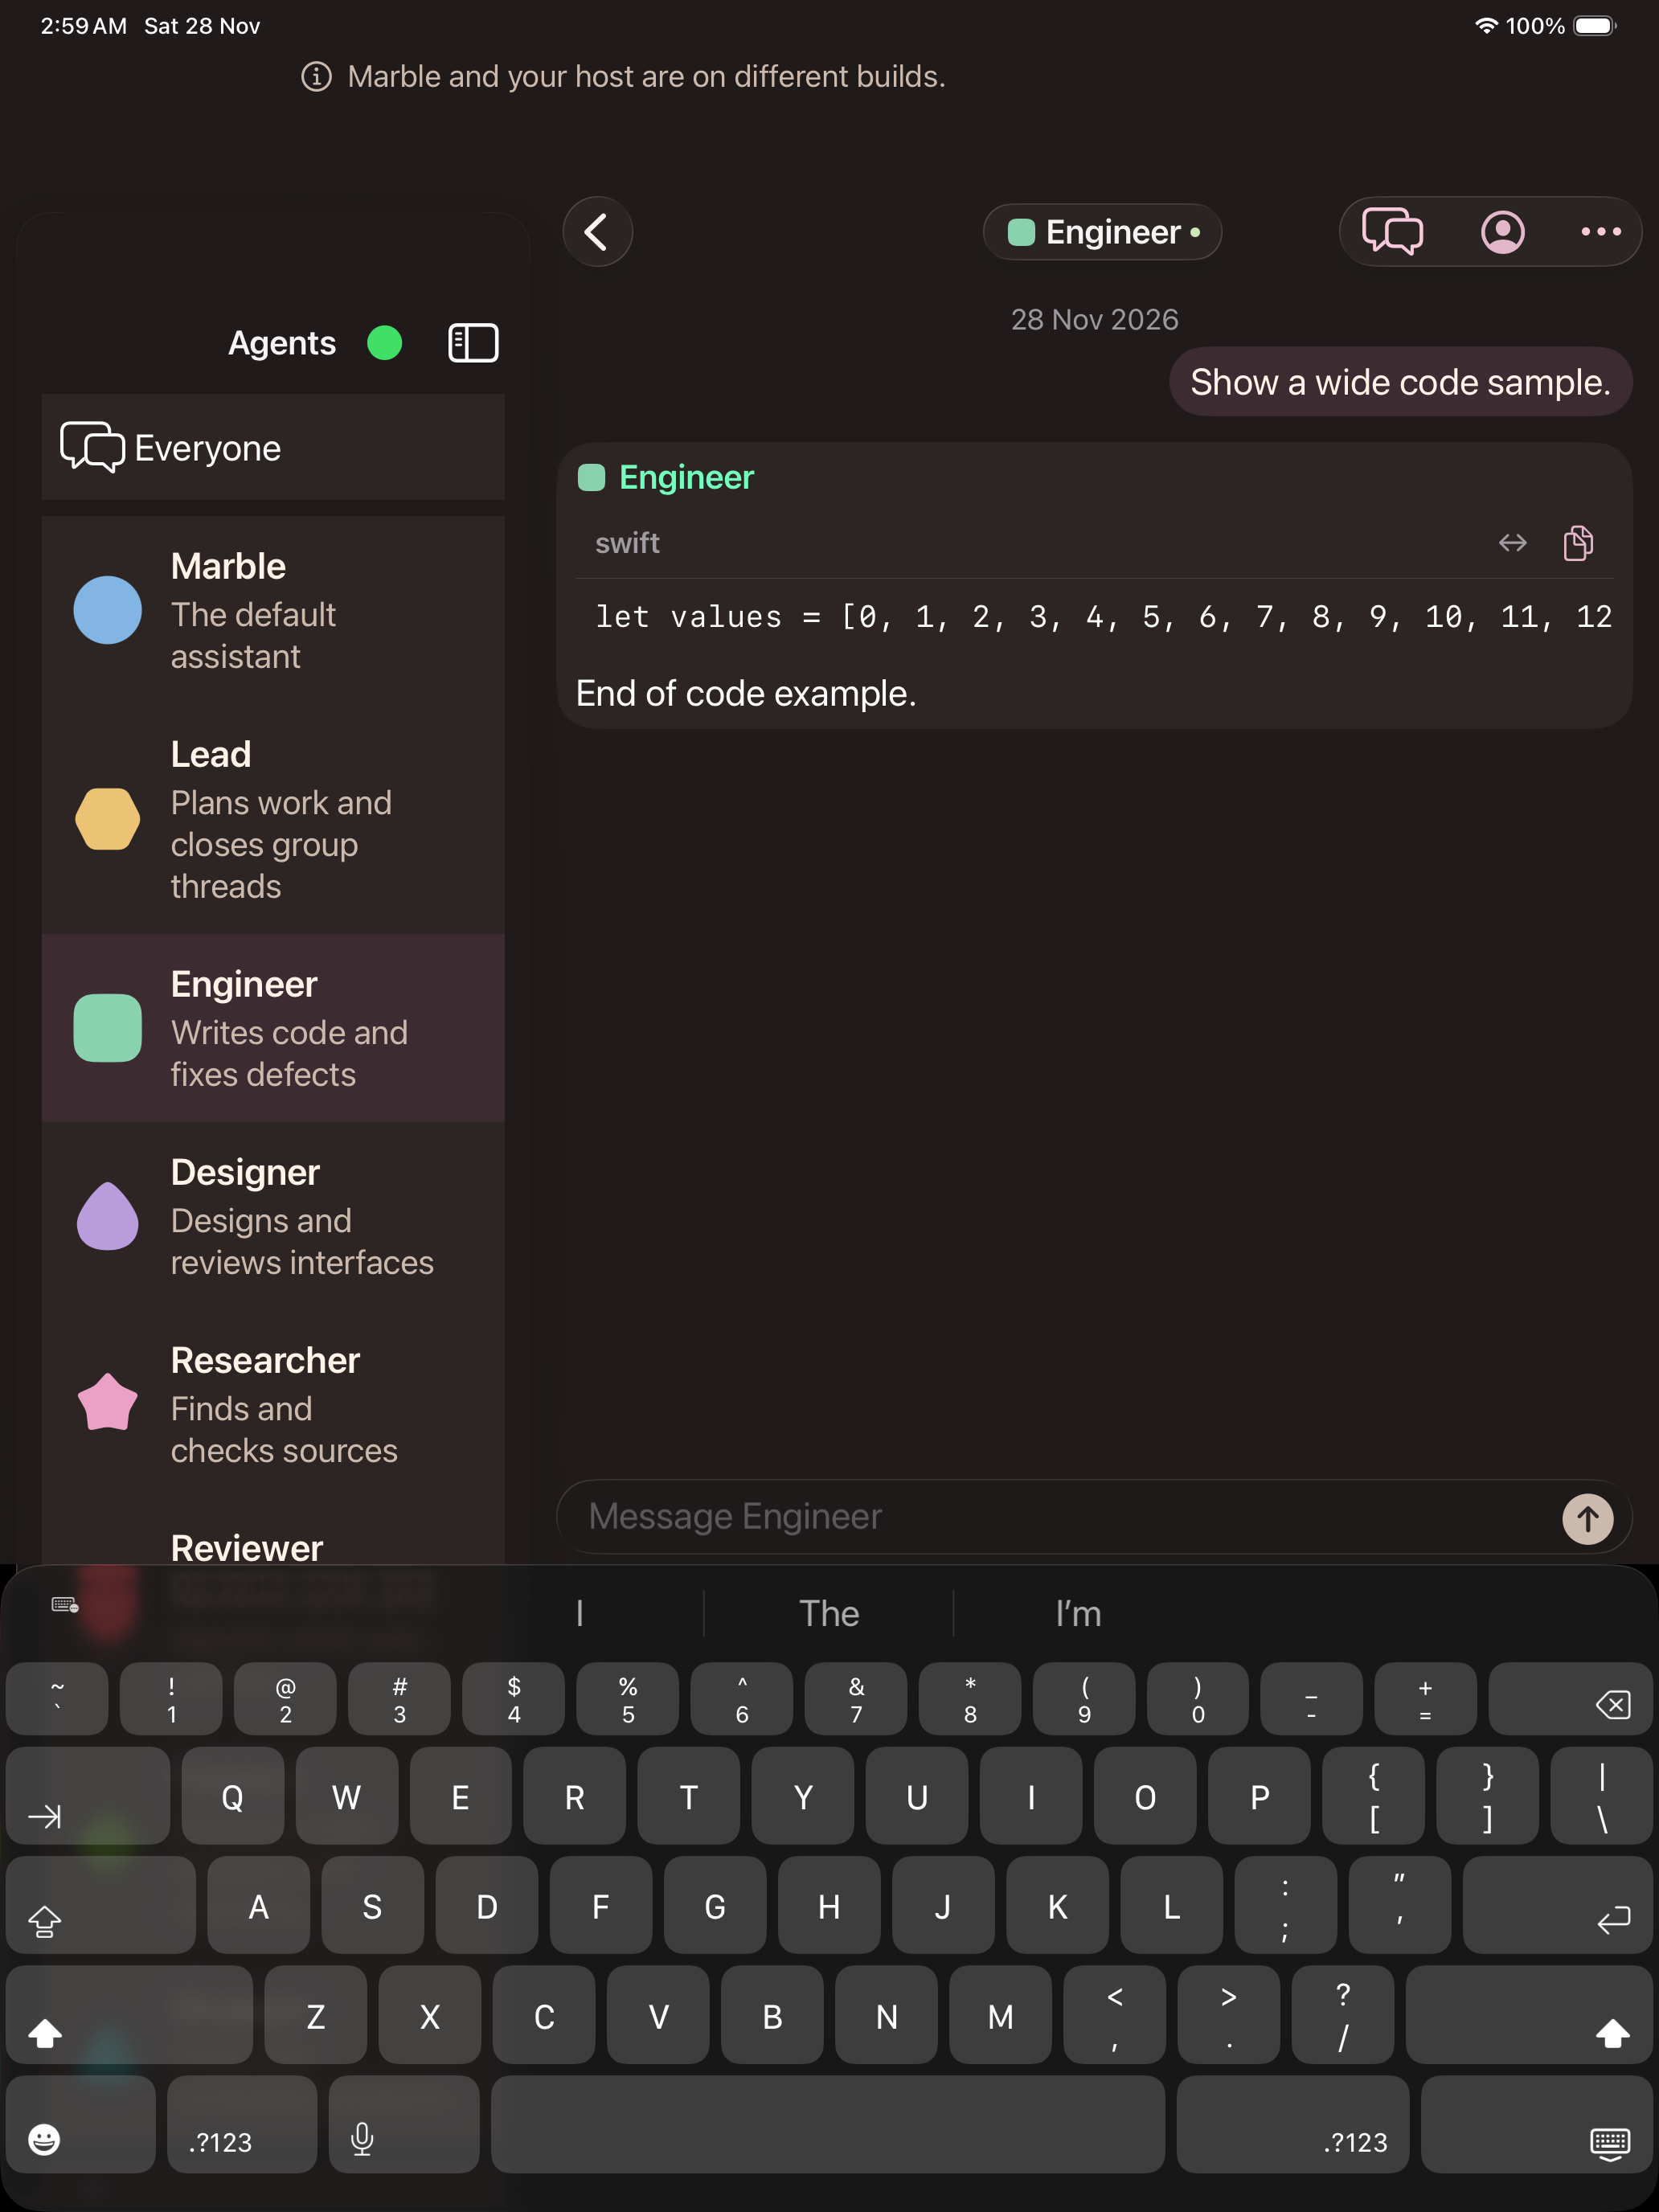 2:59 AM Sat 28 Nov
100%
Marble and your host are on different builds.
Agents
Everyone
Marble
The default
assistant
Lead
Plans work and
closes group
threads
Engineer
Writes code and
fixes defects
Designer
Designs and
reviews interfaces
Researcher
Finds and
checks sources
Reviewer
Engineer
28 Nov 2026
Show a wide code sample.
Engineer
swift
let values = [0, 1, 2, 3, 4, 5, 6, 7, 8, 9, 10, 11, 12
End of code example.
Message Engineer
I The I’m
~ ! @ # $ % ^ & * ( ) _ +
` 1 2 3 4 5 6 7 8 9 0 - =
Q W E R T Y U I O P { } |
[ ] \
A S D F G H J K L : "
; '
Z X C V B N M < > ?
, . /
.?123 .?123